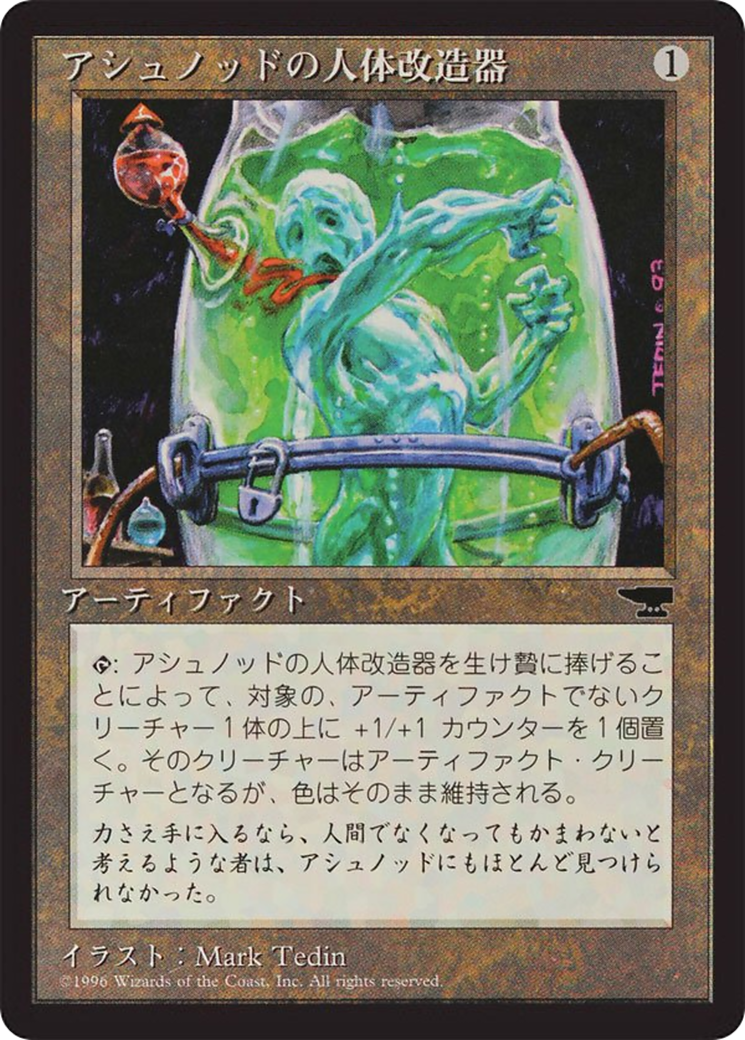 アシュノッドの人体改造器 1
TEDIN © 93
アーティファクト
: アシュノッドの人体改造器を生け贄に捧げるこ
とによって、対象の、アーティファクトでないク
リーチャー1体の上に +1/+1 カウンターを1個置
く。そのクリーチャーはアーティファクト・クリー
チャーとなるが、色はそのまま維持される。
力さえ手に入るなら、人間でなくなってもかまわないと
考えるような者は、アシュノッドにもほとんど見つけら
れなかった。
イラスト：Mark Tedin
©1996 Wizards of the Coast, Inc. All rights reserved.